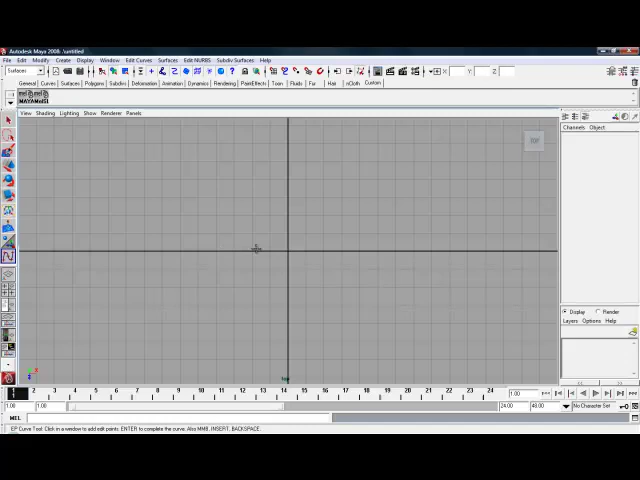 Autodesk Maya 2008: \untitled
File Edit Modify Create Display Window Edit Curves Surfaces Edit NURBS Subdiv Surfaces Help
Surfaces X: Y: Z:
General Curves Surfaces Polygons Subdivs Deformation Animation Dynamics Rendering PaintEffects Toon Fluids Fur Hair nCloth Custom
mel mel
View Shading Lighting Show Renderer Panels
Channels Object
TOP
Display Render
Layers Options Help
top
2 3 4 5 6 7 8 9 10 11 12 13 14 15 16 17 18 19 20 21 22 23 24 1.00
1.00 1.00 24.00 48.00 No Character Set
MEL
EP Curve Tool: Click in a window to add edit points: ENTER to complete the curve. Also MMB, INSERT, BACKSPACE.